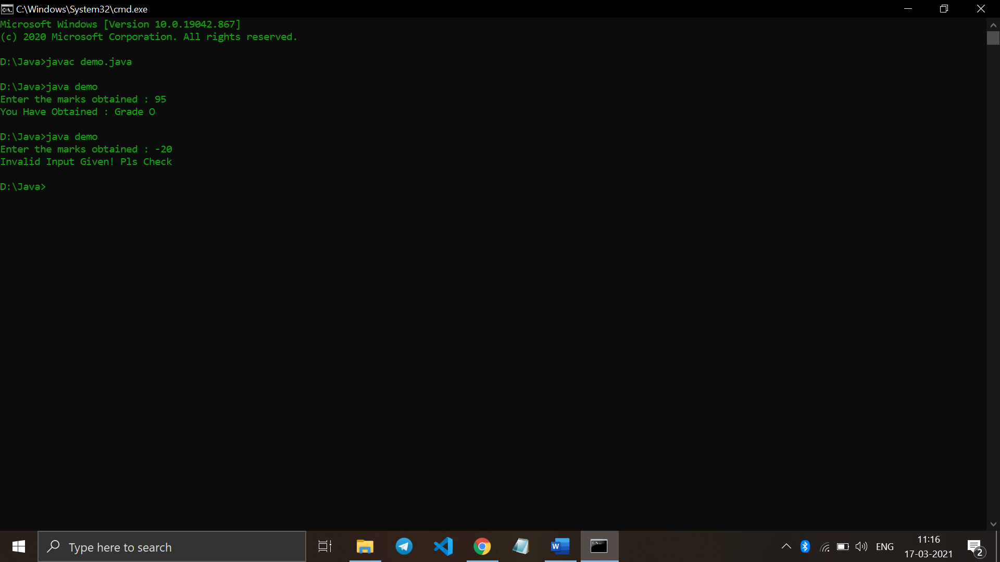 C:\Windows\System32\cmd.exe
Microsoft Windows [Version 10.0.19042.867]
(c) 2020 Microsoft Corporation. All rights reserved.
D:\Java>javac demo.java
D:\Java>java demo
Enter the marks obtained : 95
You Have Obtained : Grade O
D:\Java>java demo
Enter the marks obtained : -20
Invalid Input Given! Pls Check
D:\Java>
Type here to search
ENG
11:16
17-03-2021
2